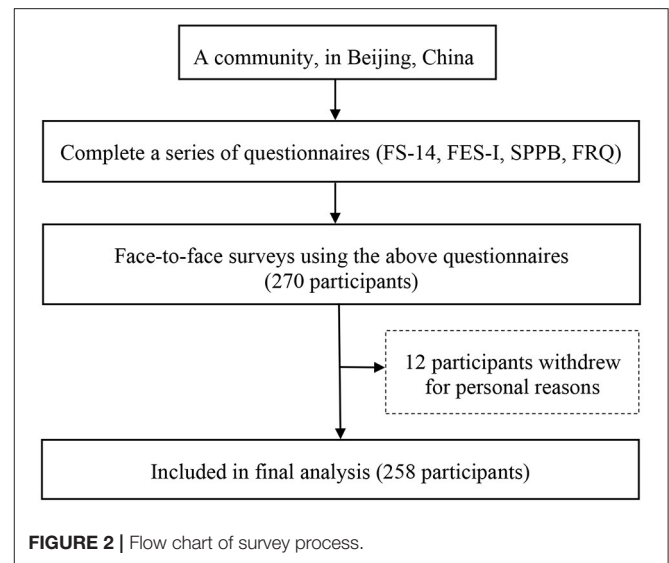 A community, in Beijing, China
Complete a series of questionnaires (FS-14, FES-I, SPPB, FRQ)
Face-to-face surveys using the above questionnaires
(270 participants)
12 participants withdrew
for personal reasons
Included in final analysis (258 participants)
FIGURE 2 | Flow chart of survey process.